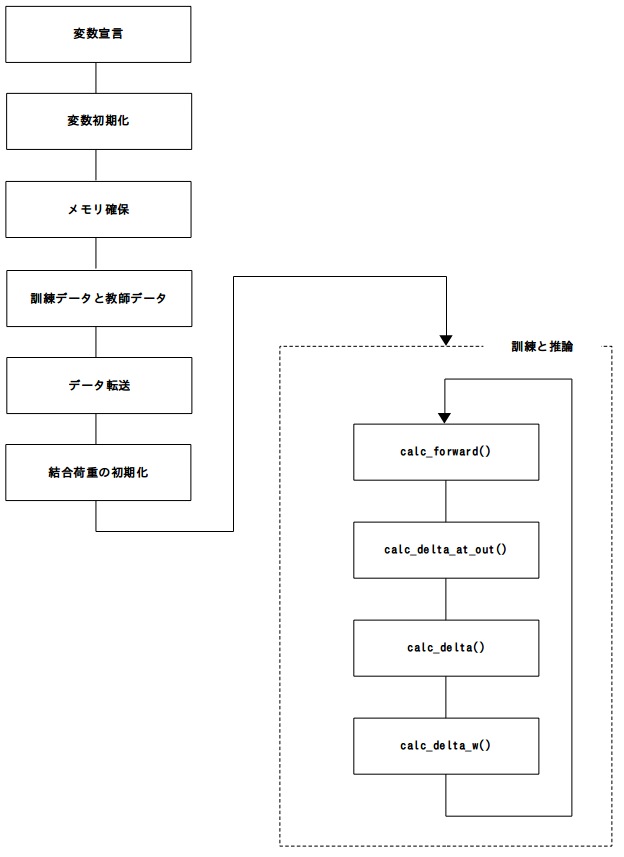 変数宣言
変数初期化
メモリ確保
訓練データと教師データ
データ転送
結合荷重の初期化
訓練と推論
calc_forward()
calc_delta_at_out()
calc_delta()
calc_delta_w()